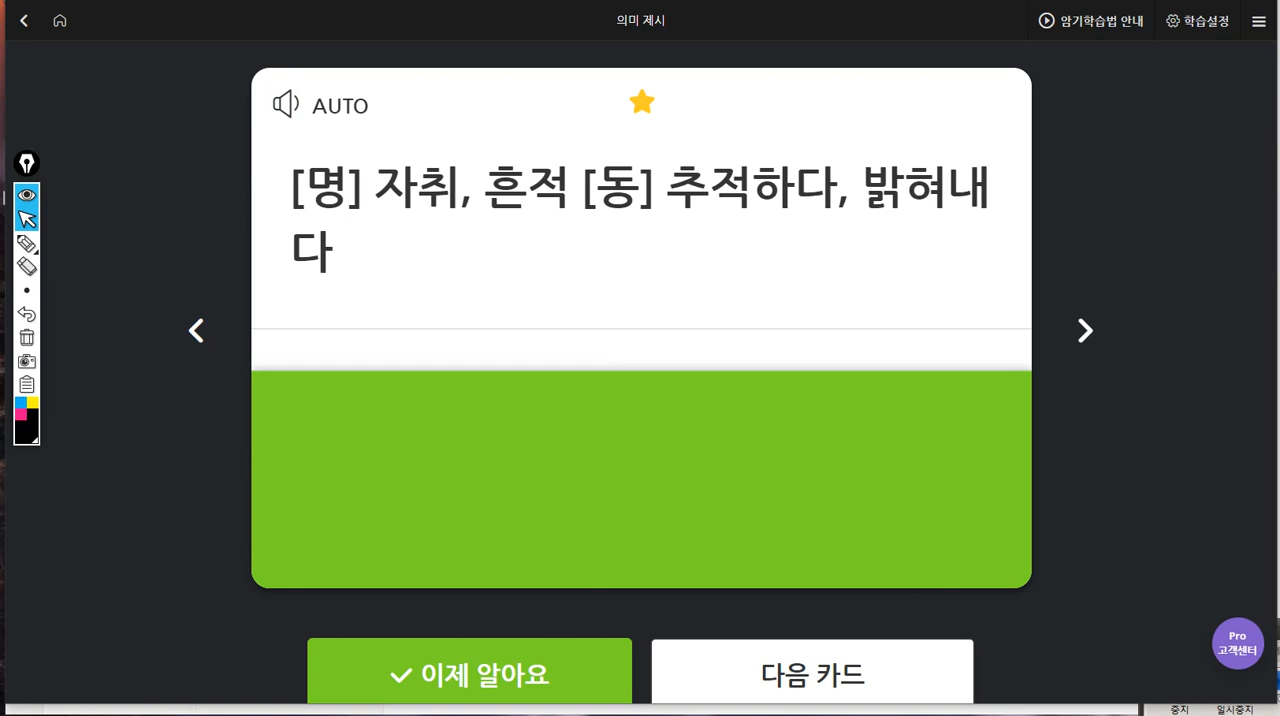 의미 제시
암기학습법 안내
학습설정
AUTO
[명] 자취, 흔적 [동] 추적하다, 밝혀내
다
이제 알아요
다음 카드
Pro
고객센터
중지
일시중지